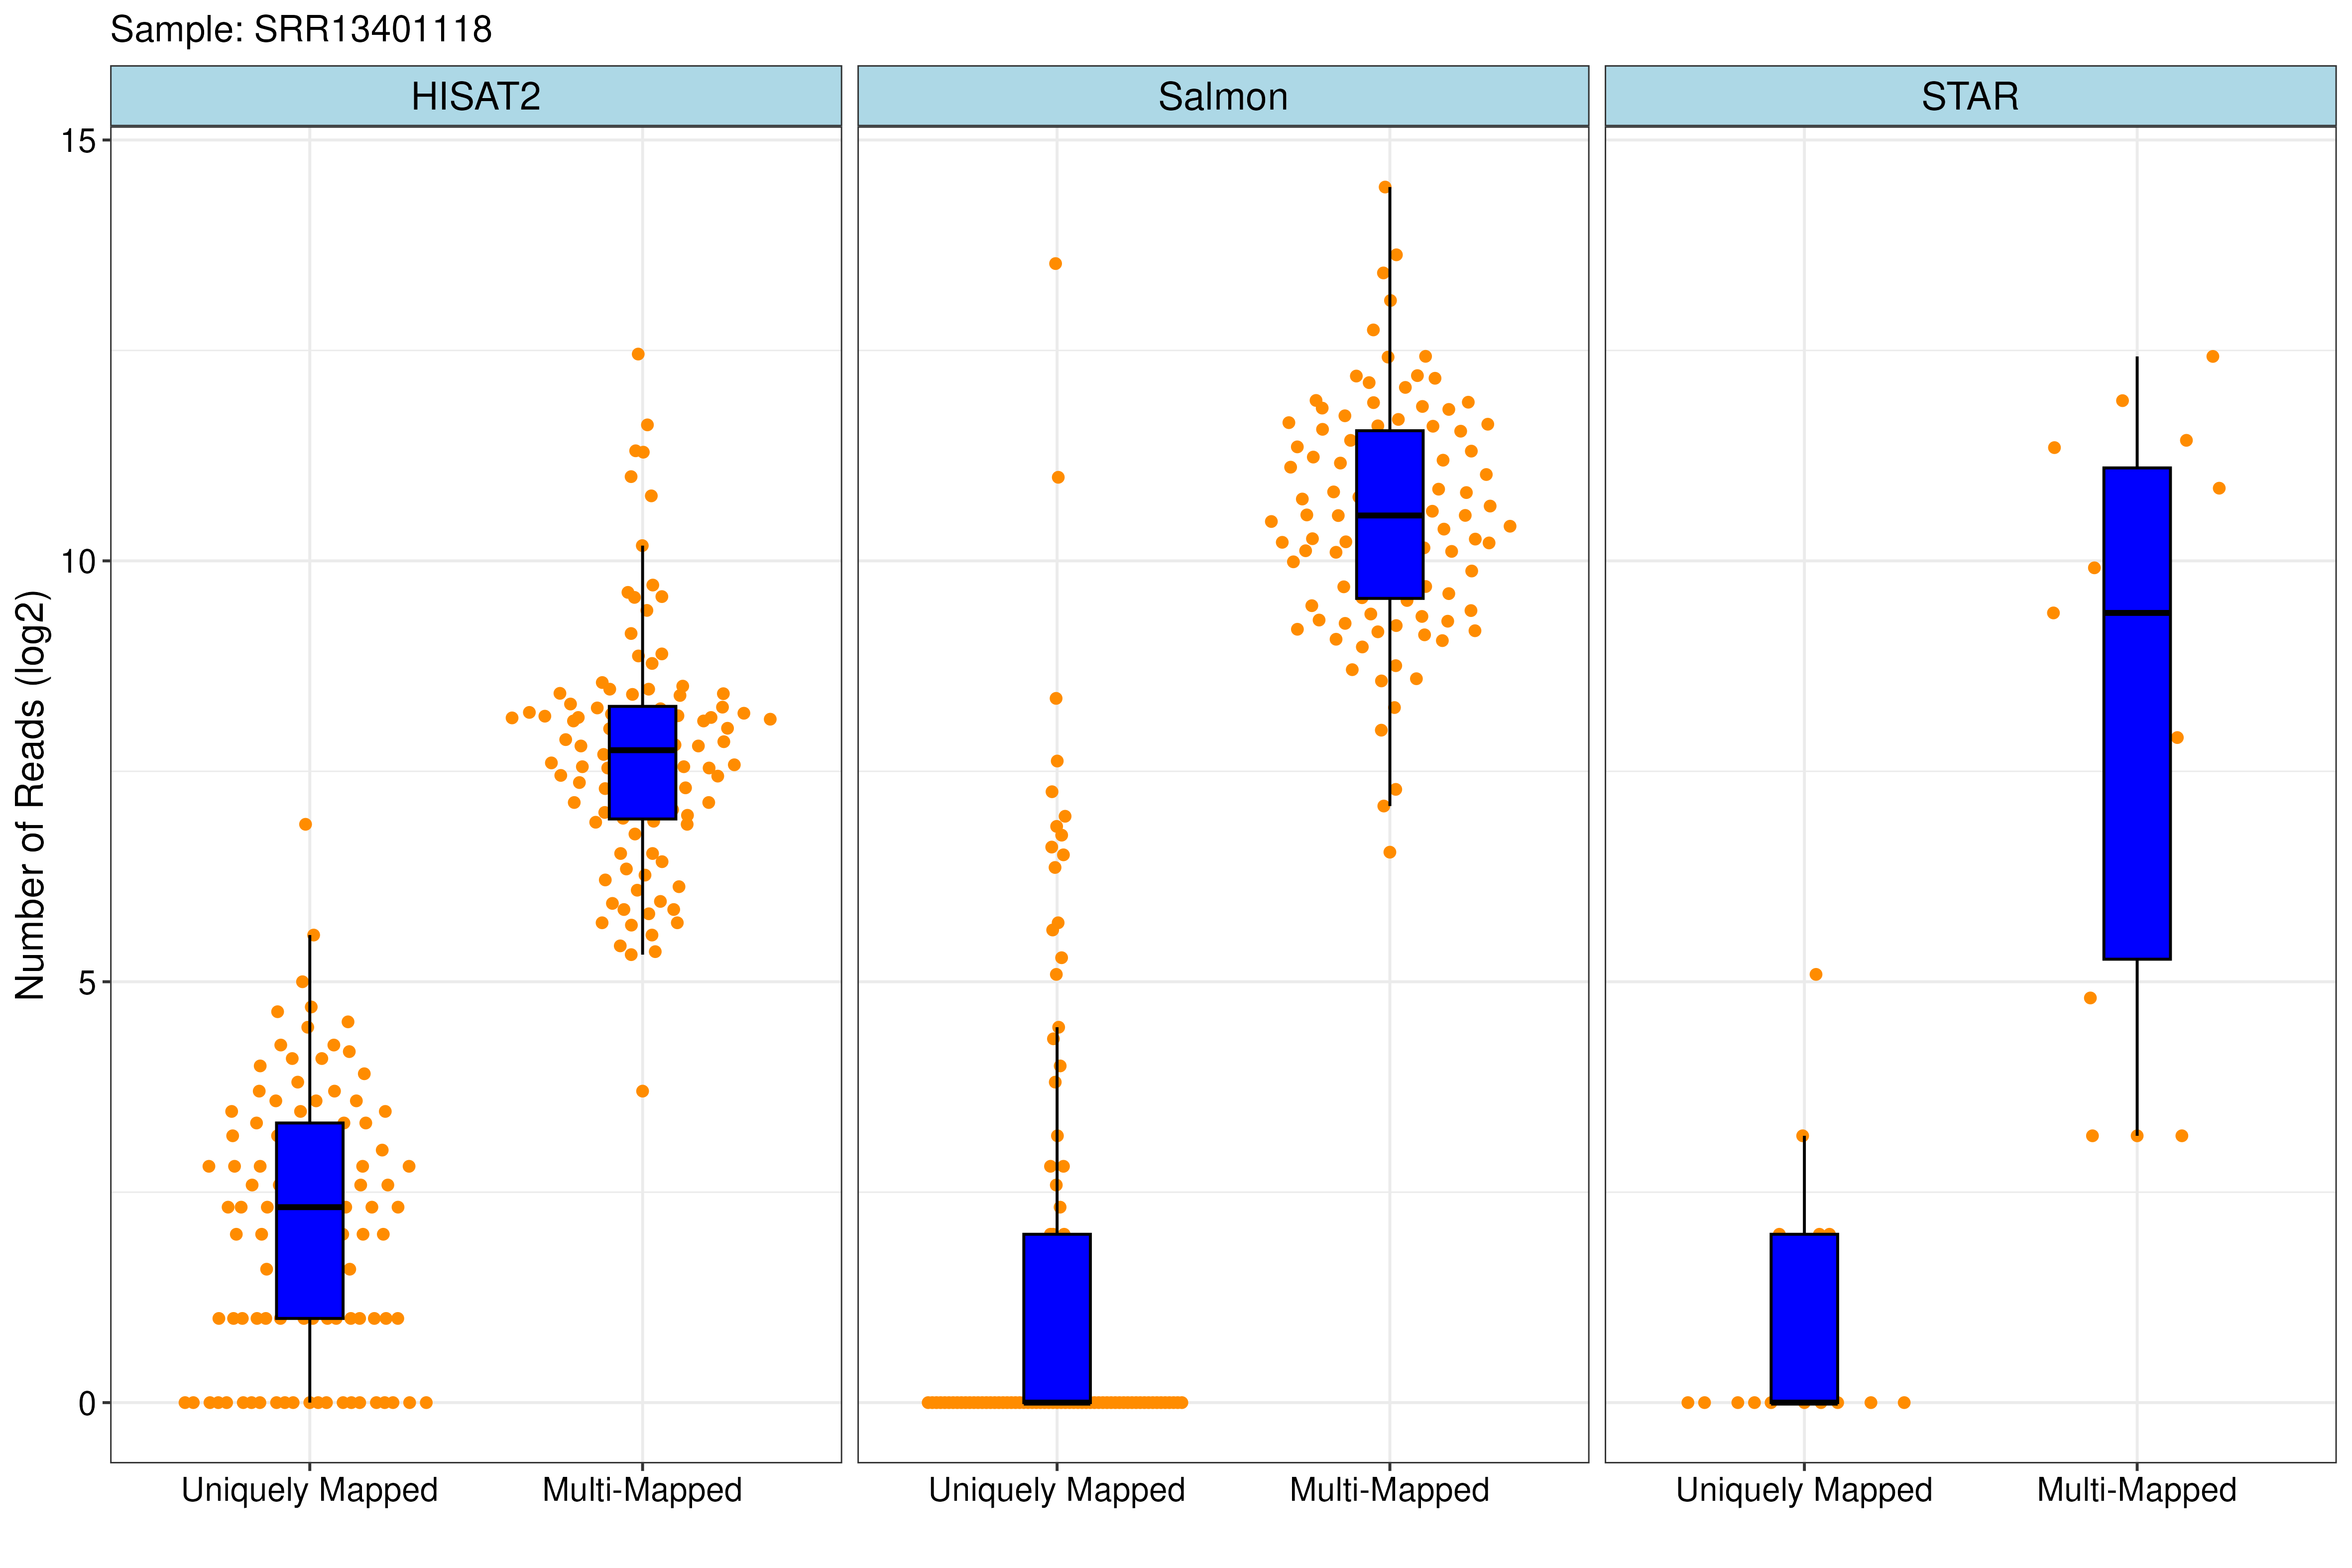 Sample: SRR13401118
HISAT2
Salmon
STAR
Number of Reads (log2)
15
10
5
0
Uniquely Mapped
Multi-Mapped
Uniquely Mapped
Multi-Mapped
Uniquely Mapped
Multi-Mapped